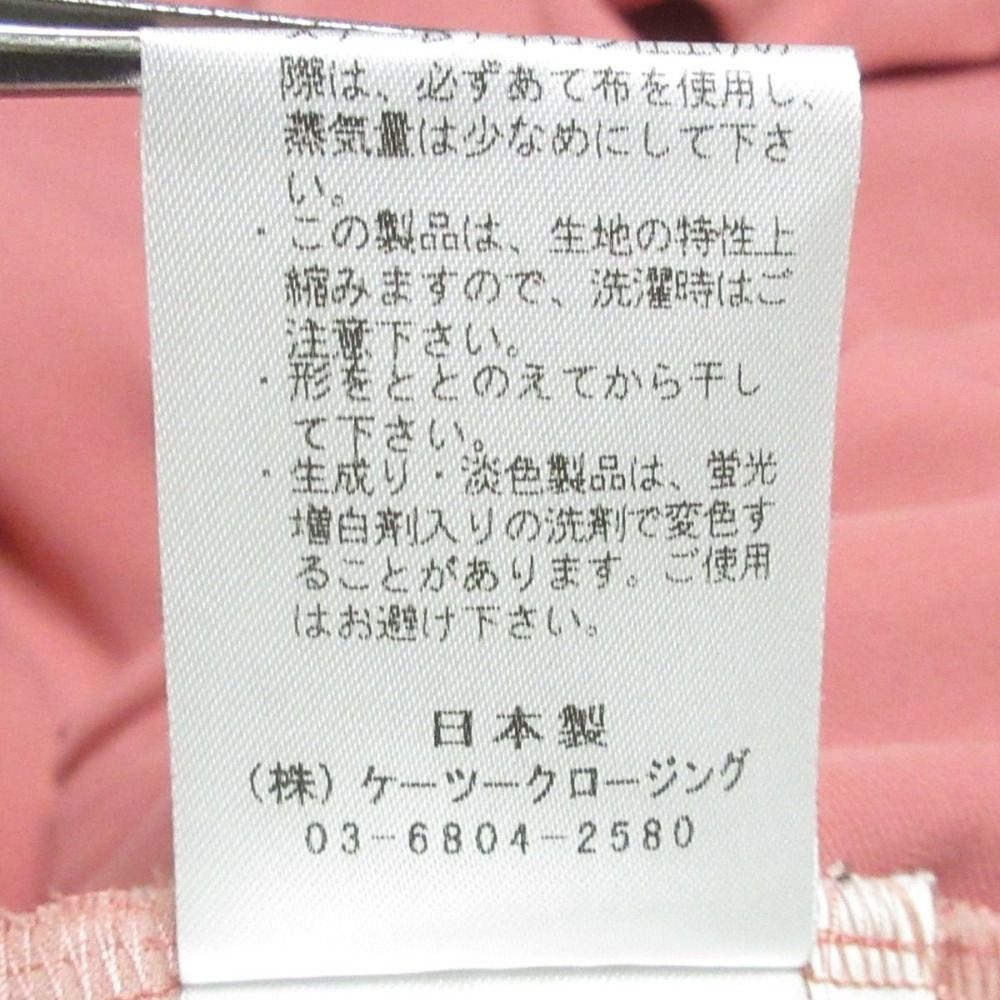 際は、必ずあて布を使用し、
蒸気量は少なめにして下さ
い。
・この製品は、生地の特性上
縮みますので、洗濯時はご
注意下さい。
・形をととのえてから干し
て下さい。
・生成り・淡色製品は、蛍光
増白剤入りの洗剤で変色す
ることがあります。ご使用
はお避け下さい。
日本製
(株)ケーツークロージング
03-6804-2580